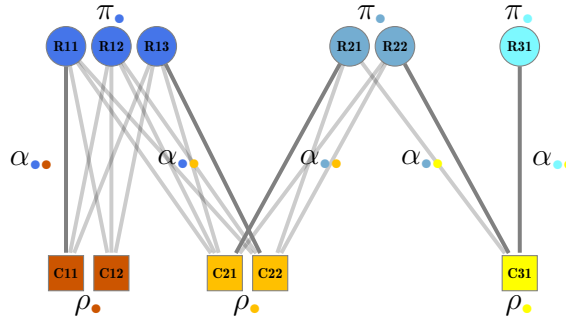 π● π● π●
R11 R12 R13 R21 R22 R31
α●● α●● α●● α●● α●●
C11 C12 C21 C22 C31
ρ● ρ● ρ●